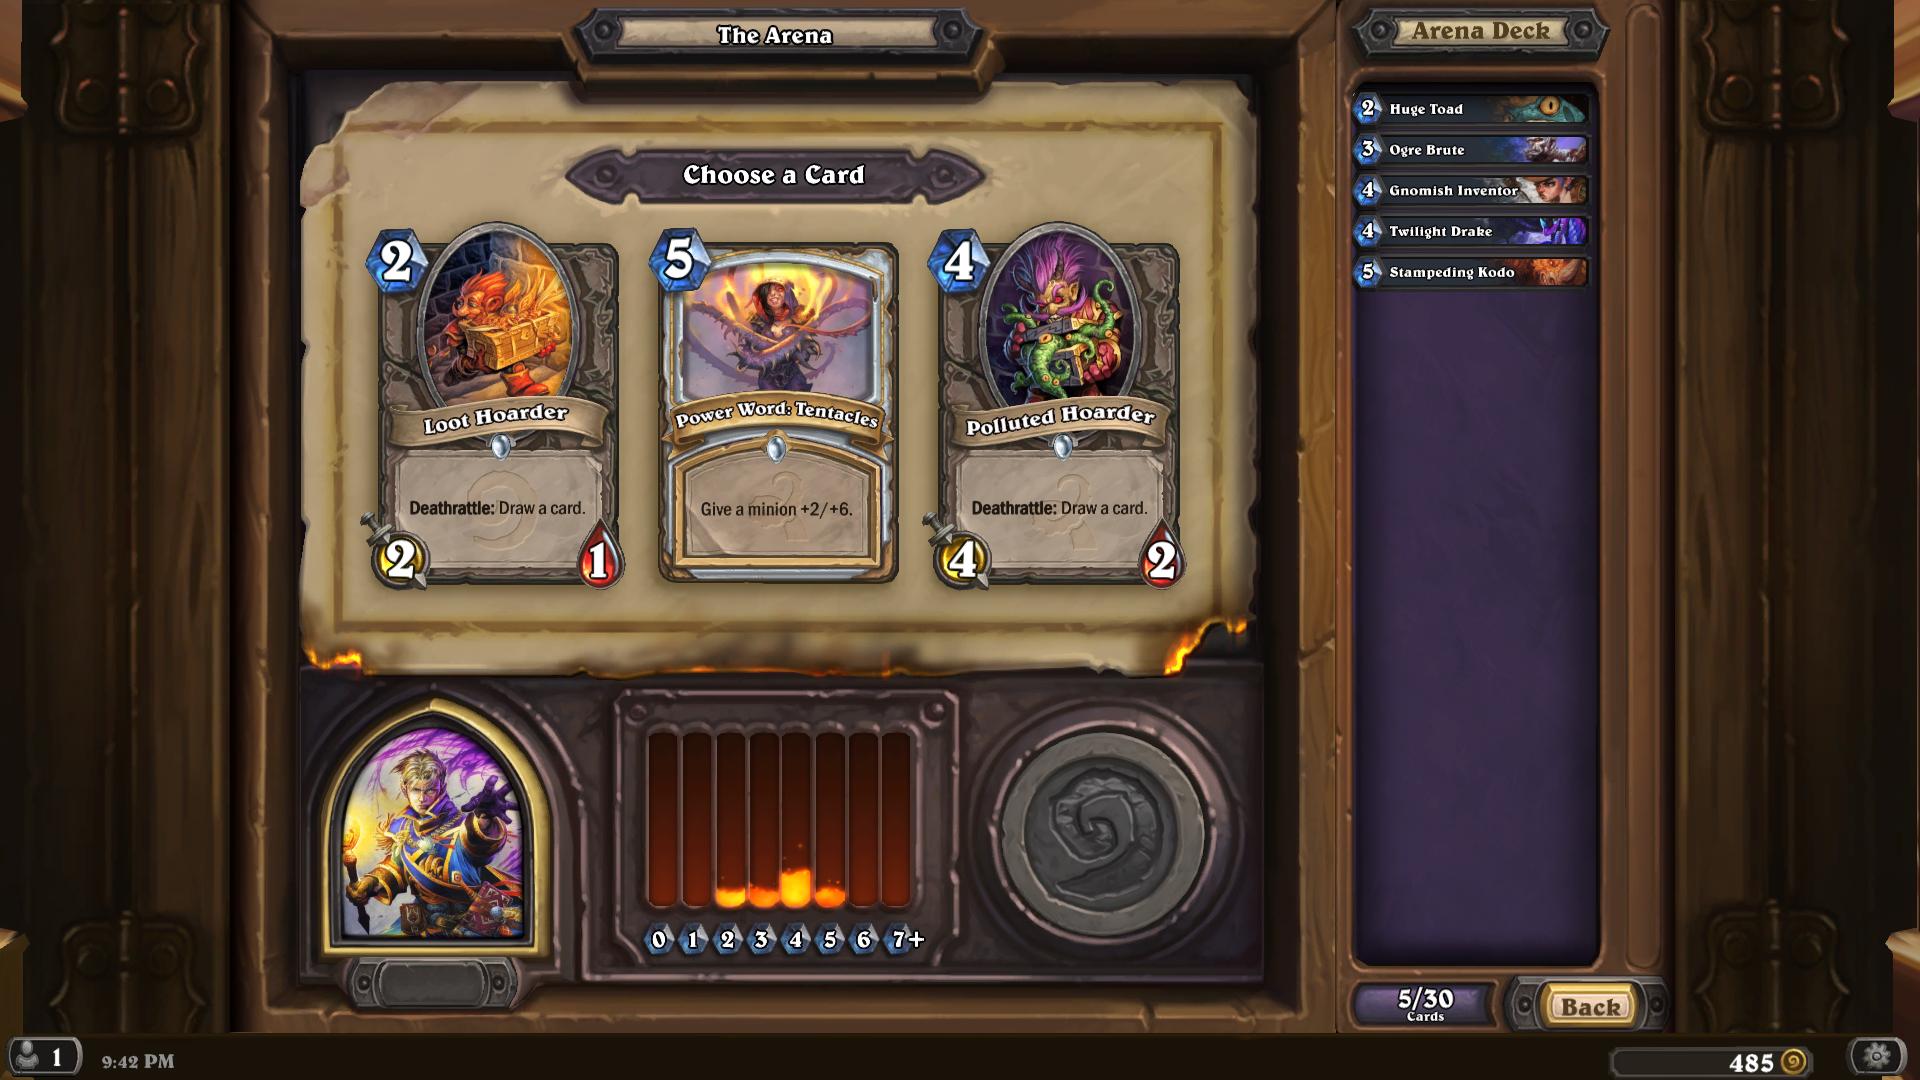 The Arena
Arena Deck
Choose a Card
2
Loot Hoarder
Deathrattle: Draw a card.
2
1
5
Power Word: Tentacles
Give a minion +2/+6.
4
Polluted Hoarder
Deathrattle: Draw a card.
4
2
2 Huge Toad
3 Ogre Brute
4 Gnomish Inventor
4 Twilight Drake
5 Stampeding Kodo
0 1 2 3 4 5 6 7+
5/30
Cards
Back
1
9:42 PM
485